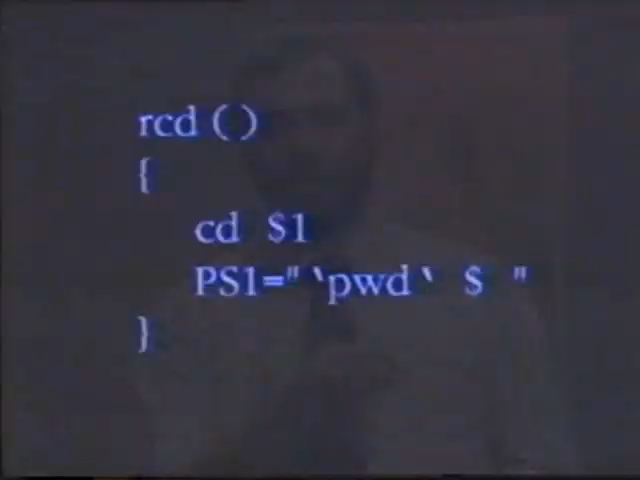 rcd ()
{
cd $1
PS1="`pwd` $ "
}